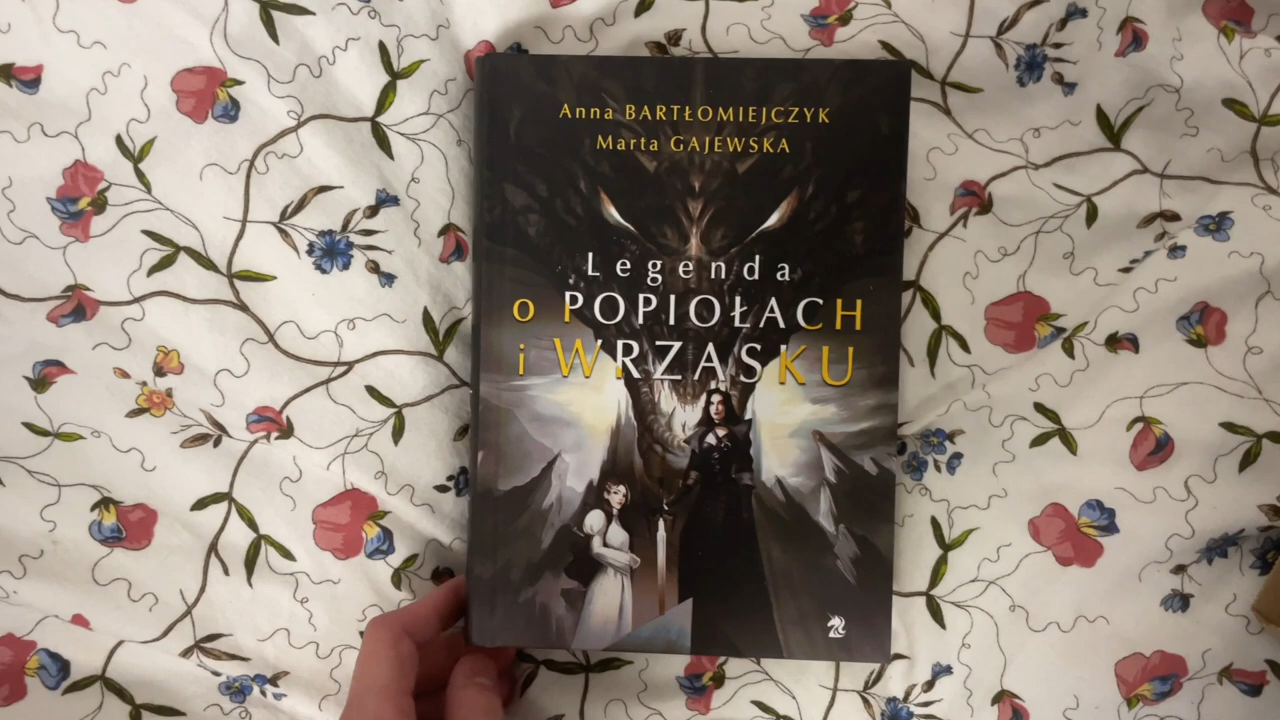 Anna BARTŁOMIEJCZYK
Marta GAJEWSKA
Legenda
o POPIOŁACH
i WRZASKU